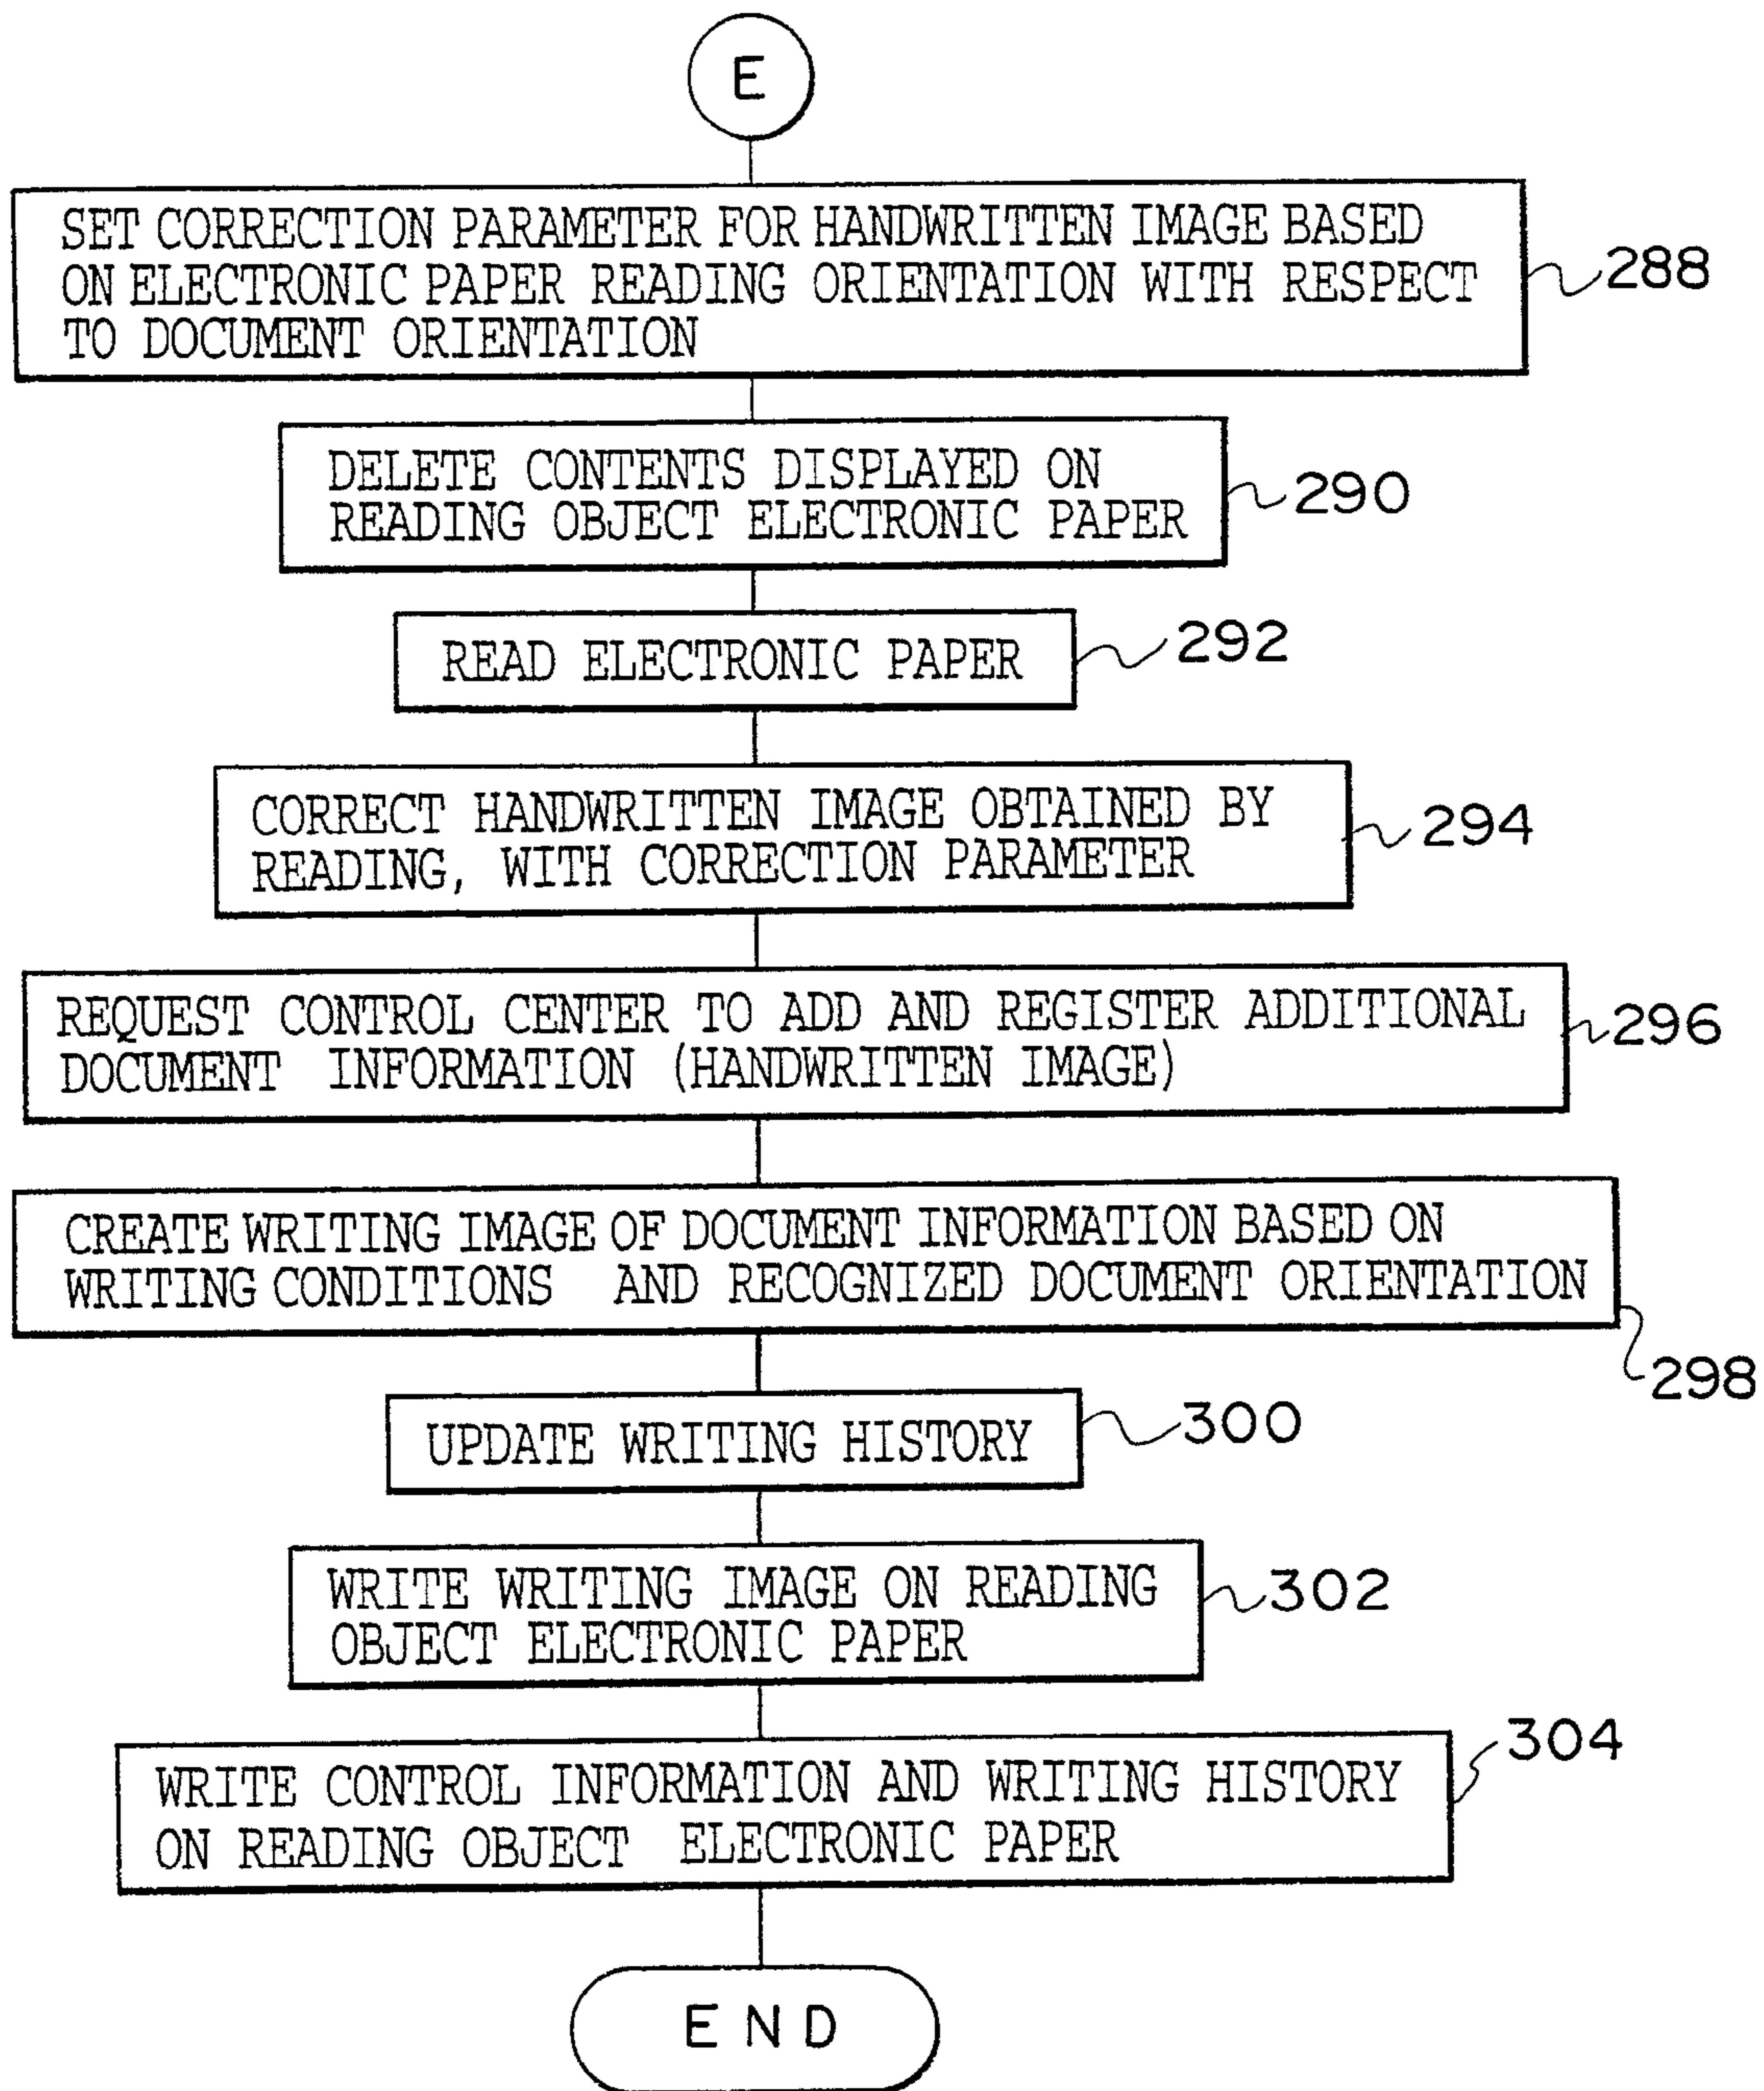 E
SET CORRECTION PARAMETER FOR HANDWRITTEN IMAGE BASED
ON ELECTRONIC PAPER READING ORIENTATION WITH RESPECT
TO DOCUMENT ORIENTATION
288
DELETE CONTENTS DISPLAYED ON
READING OBJECT ELECTRONIC PAPER
290
READ ELECTRONIC PAPER
292
CORRECT HANDWRITTEN IMAGE OBTAINED BY
READING, WITH CORRECTION PARAMETER
294
REQUEST CONTROL CENTER TO ADD AND REGISTER ADDITIONAL
DOCUMENT INFORMATION (HANDWRITTEN IMAGE)
296
CREATE WRITING IMAGE OF DOCUMENT INFORMATION BASED ON
WRITING CONDITIONS AND RECOGNIZED DOCUMENT ORIENTATION
298
UPDATE WRITING HISTORY
300
WRITE WRITING IMAGE ON READING
OBJECT ELECTRONIC PAPER
302
WRITE CONTROL INFORMATION AND WRITING HISTORY
ON READING OBJECT ELECTRONIC PAPER
304
END